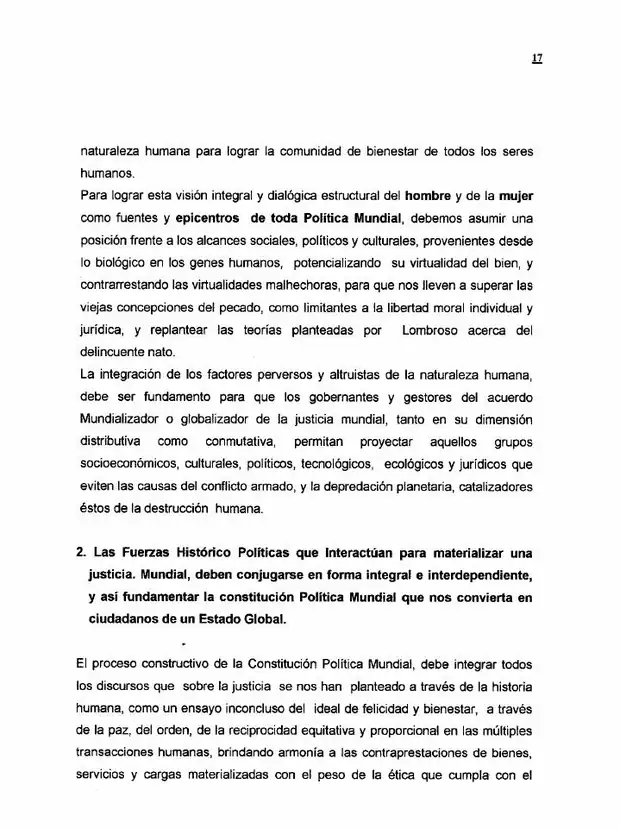 17
naturaleza humana para lograr la comunidad de bienestar de todos los seres
humanos.
Para lograr esta visión integral y dialógica estructural del hombre y de la mujer
como fuentes y epicentros de toda Política Mundial, debemos asumir una
posición frente a los alcances sociales, políticos y culturales, provenientes desde
lo biológico en los genes humanos, potencializando su virtualidad del bien, y
contrarrestando las virtualidades malhechoras, para que nos lleven a superar las
viejas concepciones del pecado, como limitantes a la libertad moral individual y
jurídica, y replantear las teorías planteadas por Lombroso acerca del
delincuente nato.
La integración de los factores perversos y altruistas de la naturaleza humana,
debe ser fundamento para que los gobernantes y gestores del acuerdo
Mundializador o globalizador de la justicia mundial, tanto en su dimensión
distributiva como conmutativa, permitan proyectar aquellos grupos
socioeconómicos, culturales, políticos, tecnológicos, ecológicos y jurídicos que
eviten las causas del conflicto armado, y la depredación planetaria, catalizadores
éstos de la destrucción humana.
2. Las Fuerzas Histórico Políticas que Interactúan para materializar una
justicia. Mundial, deben conjugarse en forma integral e interdependiente,
y así fundamentar la constitución Política Mundial que nos convierta en
ciudadanos de un Estado Global.
El proceso constructivo de la Constitución Política Mundial, debe integrar todos
los discursos que sobre la justicia se nos han planteado a través de la historia
humana, como un ensayo inconcluso del ideal de felicidad y bienestar, a través
de la paz, del orden, de la reciprocidad equitativa y proporcional en las múltiples
transacciones humanas, brindando armonía a las contraprestaciones de bienes,
servicios y cargas materializadas con el peso de la ética que cumpla con el